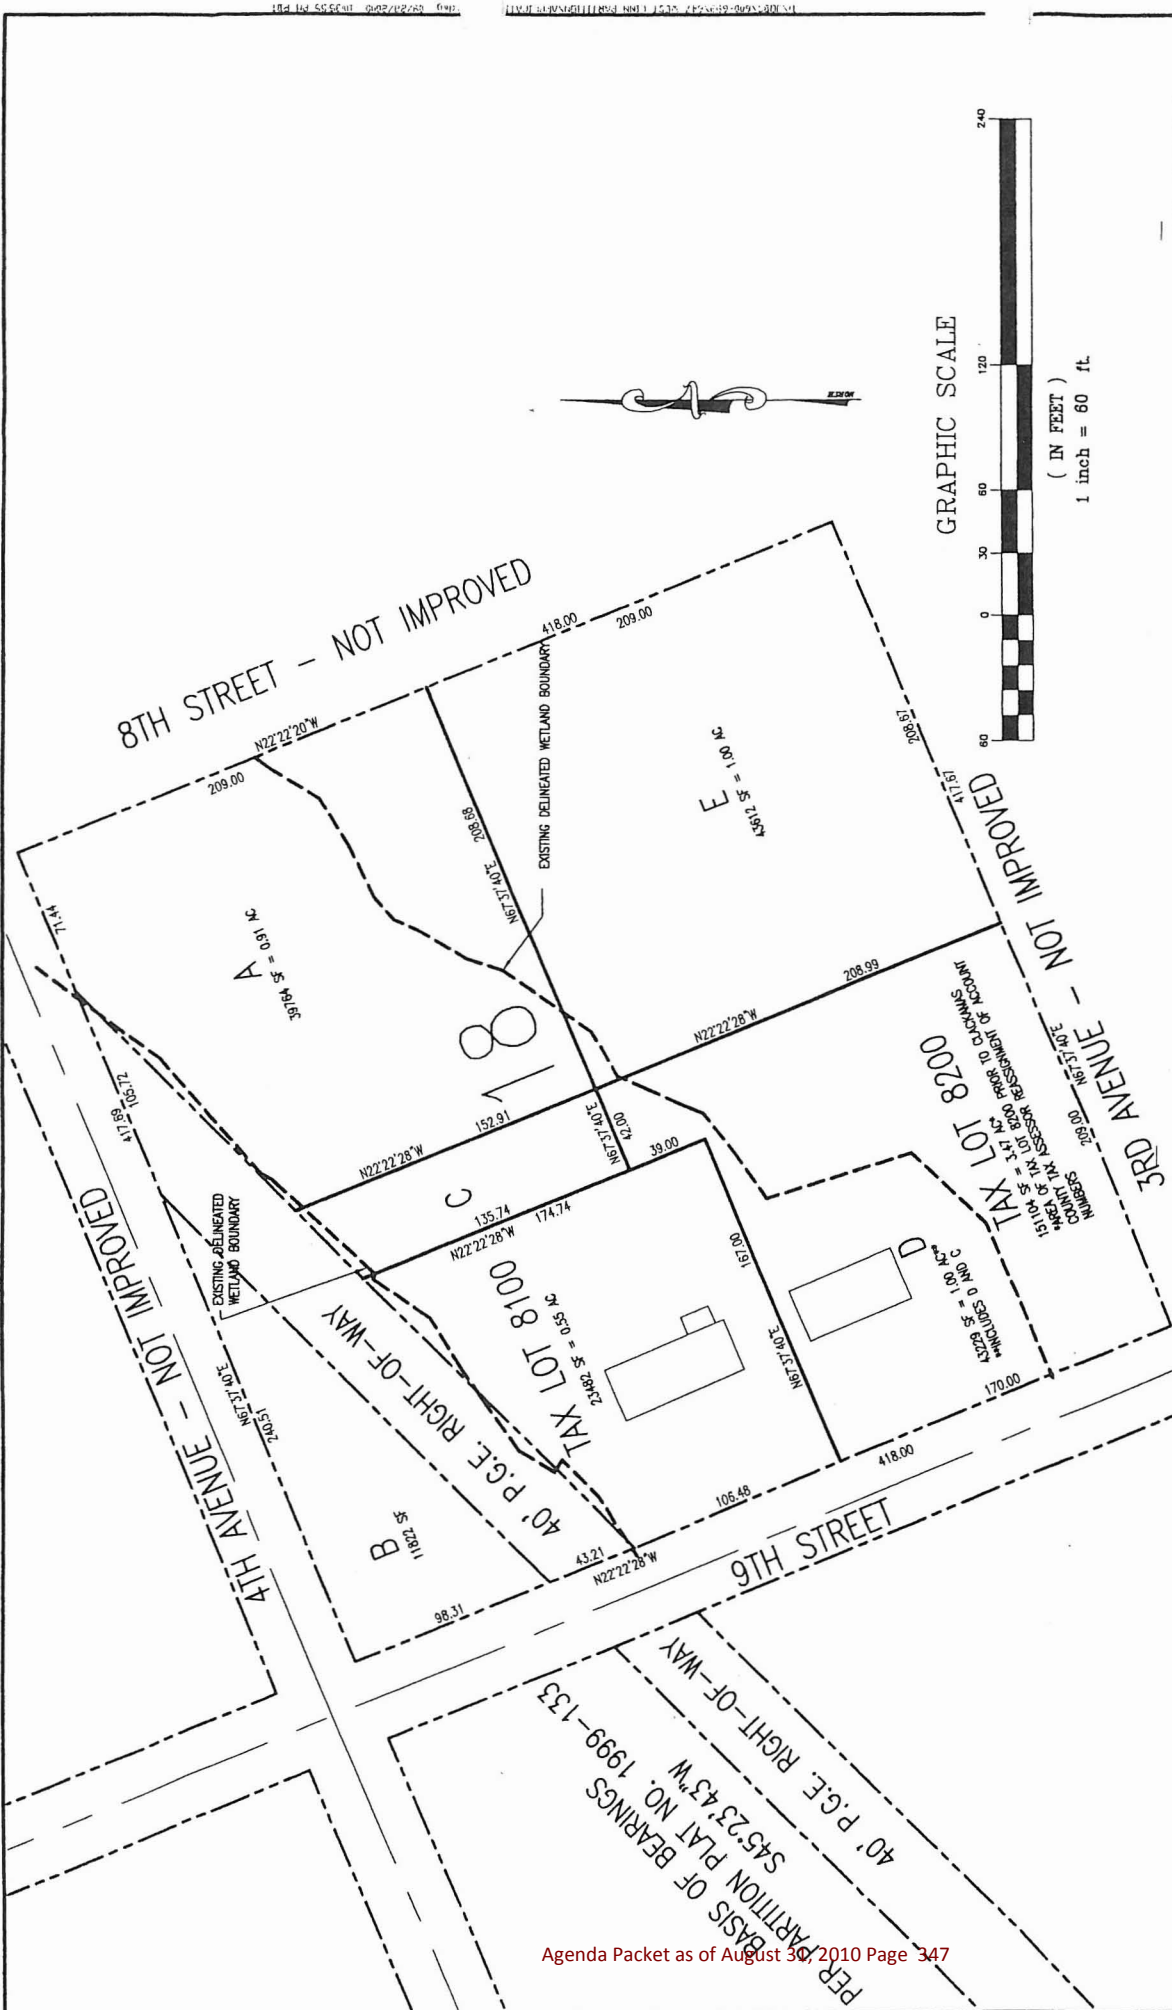 8TH STREET - NOT IMPROVED
N22'22'20"W
209.00
418.00
209.00
71.44
A
39764 SF = 0.91 AC
N67'37'40"E
208.68
EXISTING DELINEATED WETLAND BOUNDARY
E
43612 SF = 1.00 AC
18
208.67
417.67
4TH AVENUE - NOT IMPROVED
417.69
105.72
N67'37'40"E
240.51
EXISTING DELINEATED
WETLAND BOUNDARY
N22'22'28"W
152.91
C
N67'37'40"E
42.00
N22'22'28"W
208.99
135.74
N22'22'28"W
174.74
39.00
TAX LOT 8100
23482 SF = 0.55 AC
40' P.G.E. RIGHT-OF-WAY
B
11822 SF
N67'37'40"E
167.00
D
43229 SF = 1.00 AC**
**INCLUDES D AND C
TAX LOT 8200
151104 SF = 3.47 AC*
*AREA OF TAX LOT 8200 PRIOR TO CLACKAMAS
COUNTY TAX ASSESSOR REASSIGNMENT OF ACCOUNT
NUMBERS
3RD AVENUE - NOT IMPROVED
209.00
N67'37'40"E
98.31
43.21
N22'22'28"W
106.48
418.00
170.00
9TH STREET
40' P.G.E. RIGHT-OF-WAY
S45'23'43"W
BASIS OF BEARINGS
PER PARTITION PLAT NO. 1999-133
NORTH
GRAPHIC SCALE
60
0
30
60
120
240
( IN FEET )
1 inch = 60 ft.
Agenda Packet as of August 31, 2010 Page 347